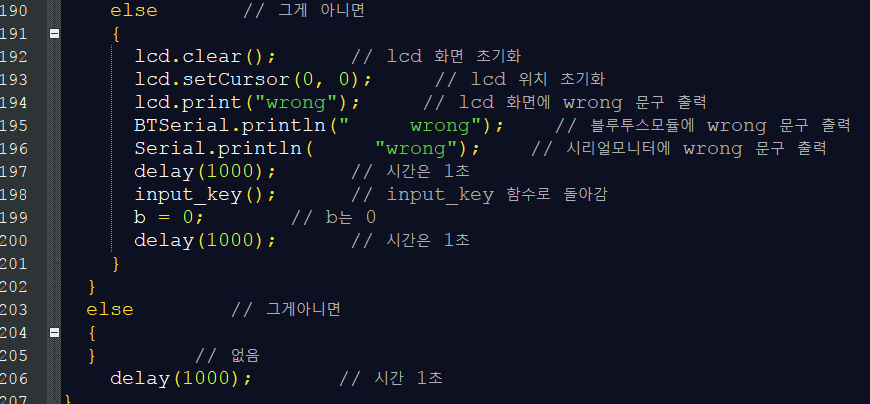 190 else // 그게 아니면
191 {
192 lcd.clear(); // lcd 화면 초기화
193 lcd.setCursor(0, 0); // lcd 위치 초기화
194 lcd.print("wrong"); // lcd 화면에 wrong 문구 출력
195 BTSerial.println(" wrong"); // 블루투스모듈에 wrong 문구 출력
196 Serial.println( "wrong"); // 시리얼모니터에 wrong 문구 출력
197 delay(1000); // 시간은 1초
198 input_key(); // input_key 함수로 돌아감
199 b = 0; // b는 0
200 delay(1000); // 시간은 1초
201 }
202 }
203 else // 그게아니면
204 {
205 } // 없음
206 delay(1000); // 시간 1초
207 }